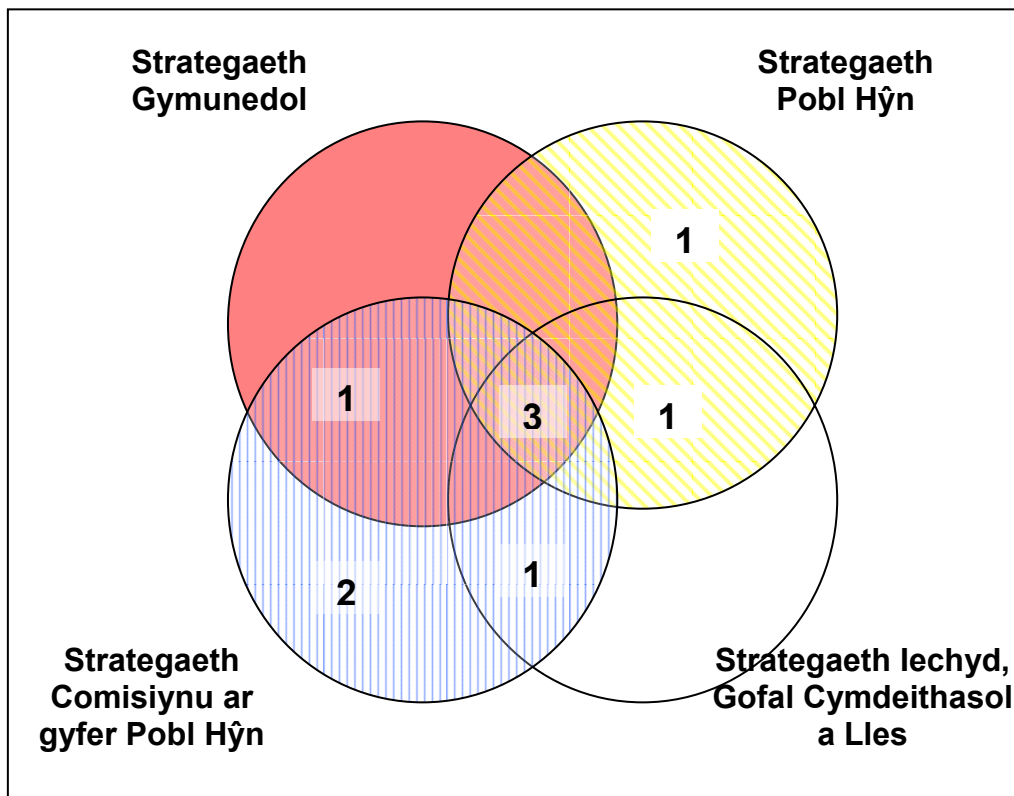 Strategaeth
Gymunedol
Strategaeth
Pobl Hŷn
1
1
3
1
2
1
Strategaeth
Comisiynu ar
gyfer Pobl Hŷn
Strategaeth Iechyd,
Gofal Cymdeithasol
a Lles